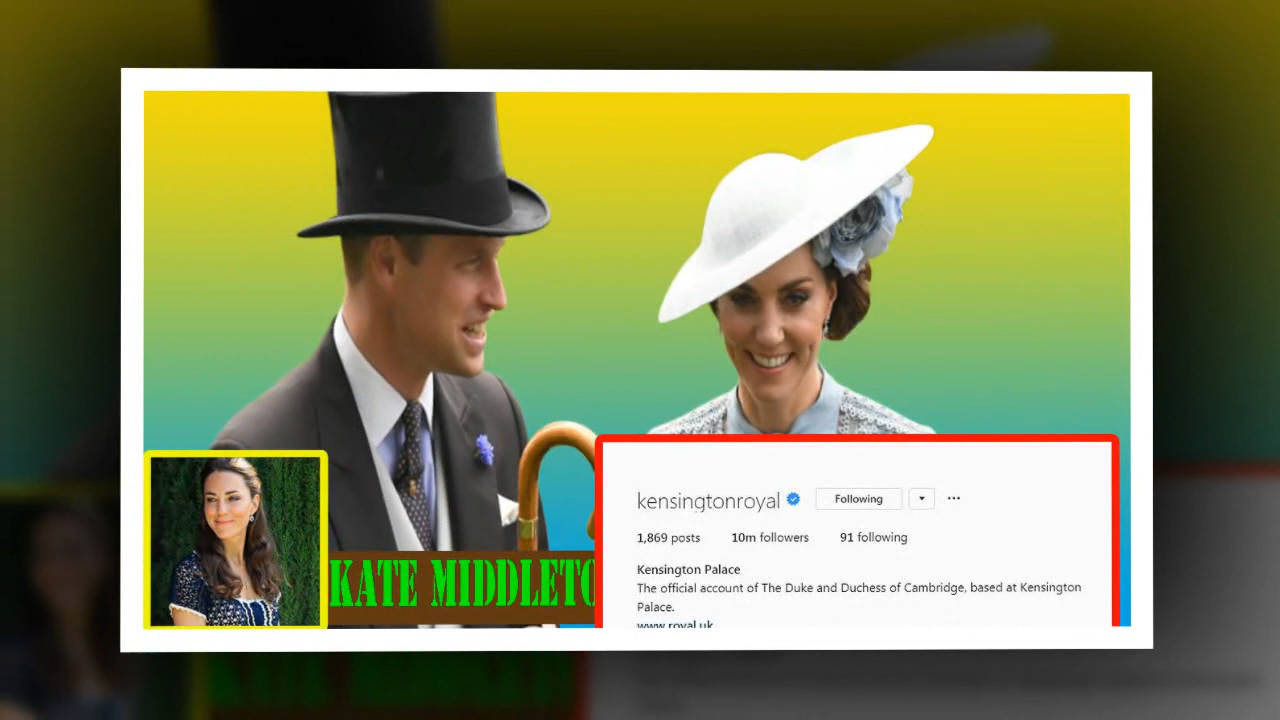 KATE MIDDLETO
kensingtonroyal Following ...
1,869 posts 10m followers 91 following
Kensington Palace
The official account of The Duke and Duchess of Cambridge, based at Kensington
Palace.
www.royal.uk